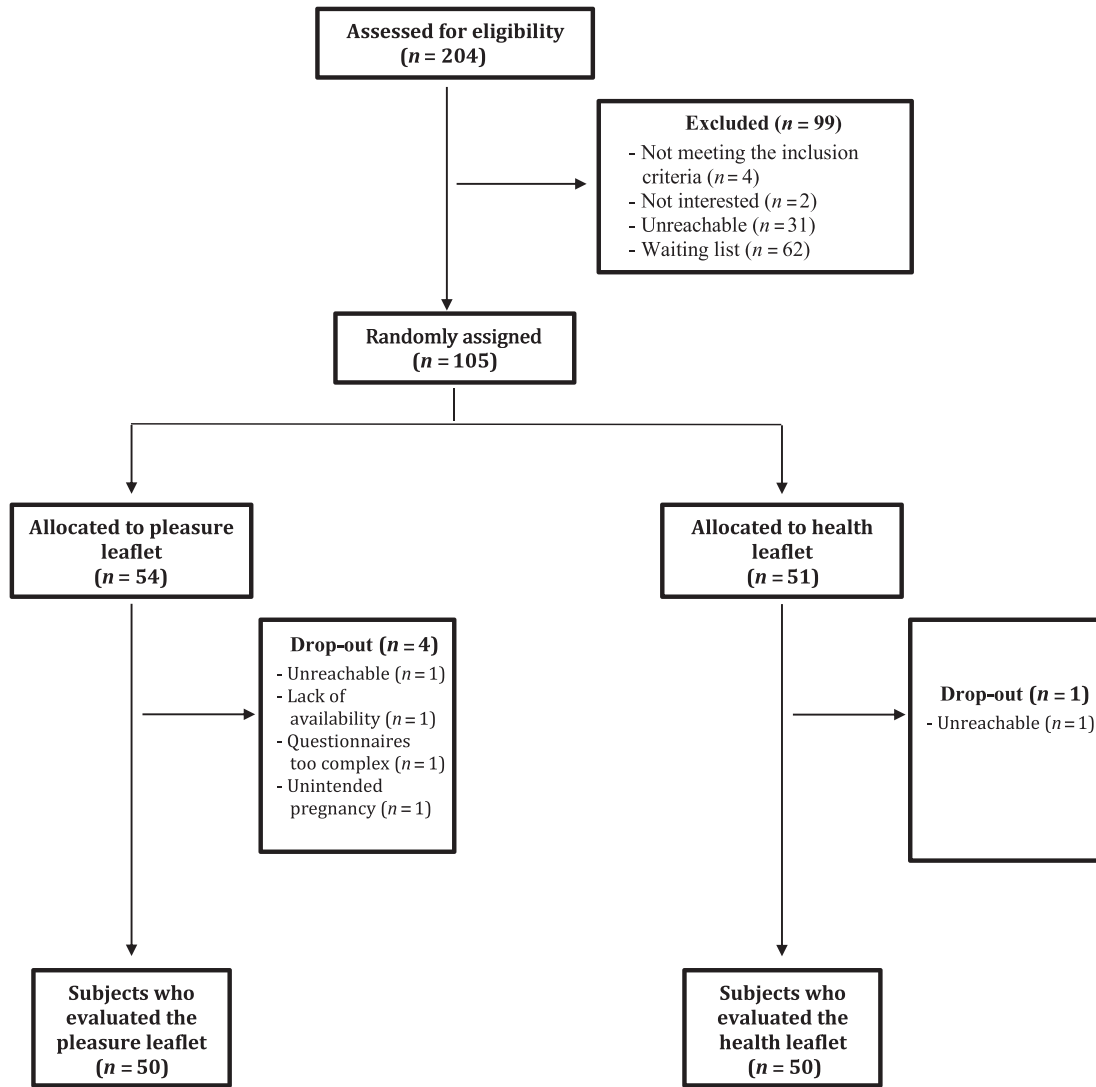 Assessed for eligibility
(n = 204)
Excluded (n = 99)
- Not meeting the inclusion
criteria (n = 4)
- Not interested (n = 2)
- Unreachable (n = 31)
- Waiting list (n = 62)
Randomly assigned
(n = 105)
Allocated to pleasure
leaflet
(n = 54)
Allocated to health
leaflet
(n = 51)
Drop-out (n = 4)
- Unreachable (n = 1)
- Lack of
availability (n = 1)
- Questionnaires
too complex (n = 1)
- Unintended
pregnancy (n = 1)
Drop-out (n = 1)
- Unreachable (n = 1)
Subjects who
evaluated the
pleasure leaflet
(n = 50)
Subjects who
evaluated the
health leaflet
(n = 50)